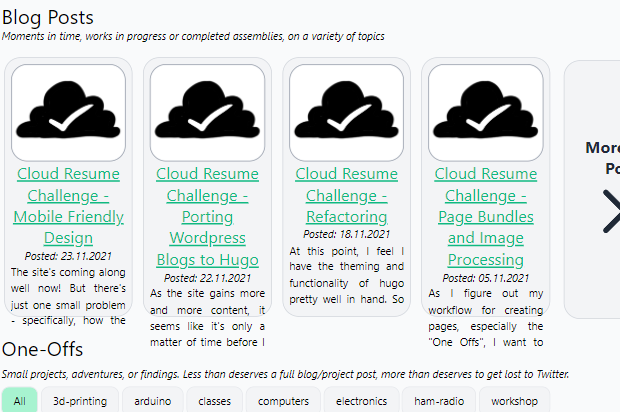 Blog Posts
Moments in time, works in progress or completed assemblies, on a variety of topics
Cloud Resume
Challenge -
Mobile Friendly
Design
Posted: 23.11.2021
The site's coming along
well now! But there's
just one small problem
- specifically, how the
Cloud Resume
Challenge -
Porting
Wordpress
Blogs to Hugo
Posted: 22.11.2021
As the site gains more
and more content, it
seems like it's only a
matter of time before I
Cloud Resume
Challenge -
Refactoring
Posted: 18.11.2021
At this point, I feel I
have the theming and
functionality of hugo
pretty well in hand. So
Cloud Resume
Challenge -
Page Bundles
and Image
Processing
Posted: 05.11.2021
As I figure out my
workflow for creating
pages, especially the
"One Offs", I want to
More
Po
One-Offs
Small projects, adventures, or findings. Less than deserves a full blog/project post, more than deserves to get lost to Twitter.
All 3d-printing arduino classes computers electronics ham-radio workshop